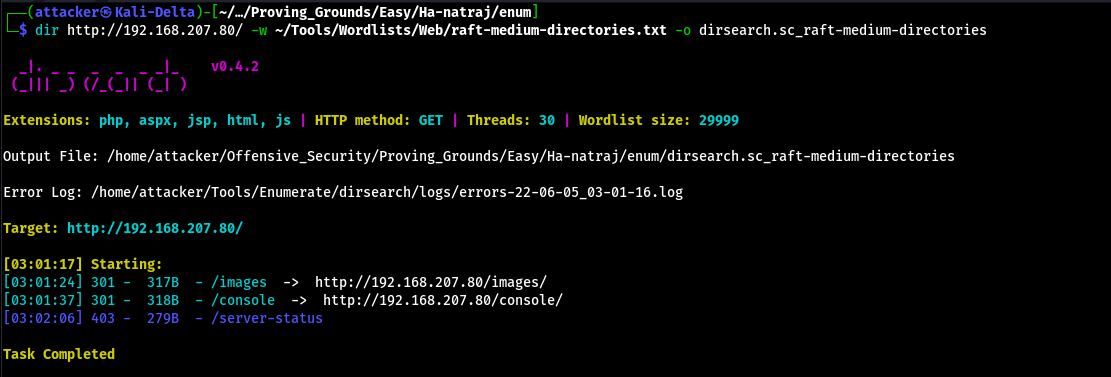 ┌──(attacker㉿Kali-Delta)-[~/…/Proving_Grounds/Easy/Ha-natraj/enum]
└─$ dir http://192.168.207.80/ -w ~/Tools/Wordlists/Web/raft-medium-directories.txt -o dirsearch.sc_raft-medium-directories
  _|. _ _  _  _  _ _|_    v0.4.2
 (_||| _) (/_(_|| (_| )
Extensions: php, aspx, jsp, html, js | HTTP method: GET | Threads: 30 | Wordlist size: 29999
Output File: /home/attacker/Offensive_Security/Proving_Grounds/Easy/Ha-natraj/enum/dirsearch.sc_raft-medium-directories
Error Log: /home/attacker/Tools/Enumerate/dirsearch/logs/errors-22-06-05_03-01-16.log
Target: http://192.168.207.80/
[03:01:17] Starting:
[03:01:24] 301 -  317B  - /images  ->  http://192.168.207.80/images/
[03:01:37] 301 -  318B  - /console  ->  http://192.168.207.80/console/
[03:02:06] 403 -  279B  - /server-status
Task Completed